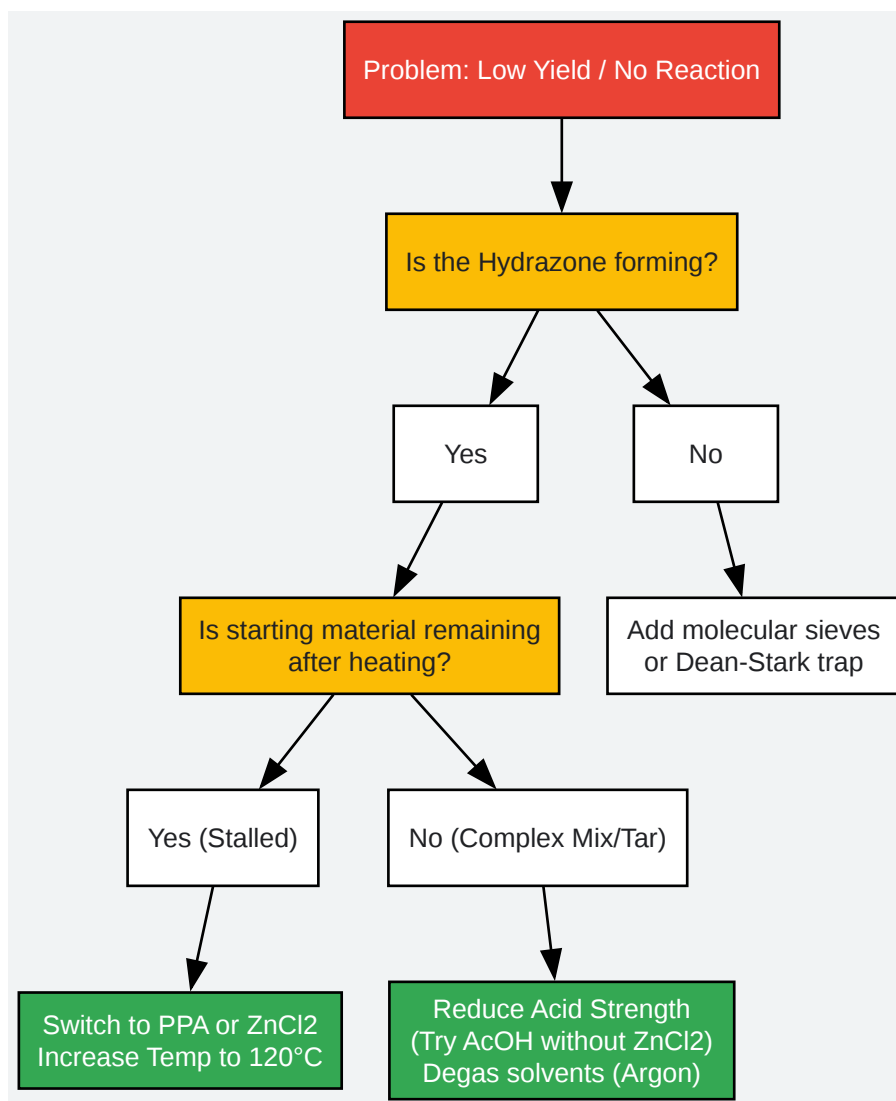 Problem: Low Yield / No Reaction
Is the Hydrazone forming?
Yes
No
Is starting material remaining
after heating?
Add molecular sieves
or Dean-Stark trap
Yes (Stalled)
No (Complex Mix/Tar)
Switch to PPA or ZnCl2
Increase Temp to 120°C
Reduce Acid Strength
(Try AcOH without ZnCl2)
Degas solvents (Argon)